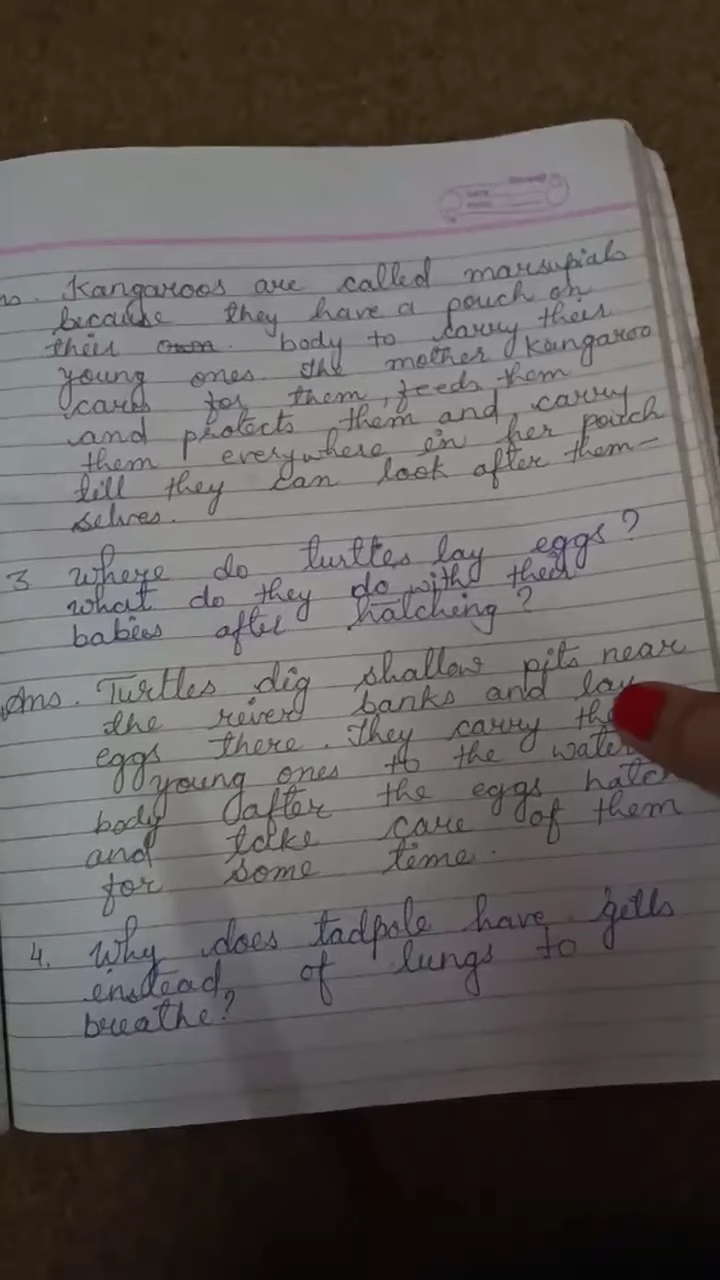 Kangaroos are called marsupials
because they have a pouch on
their own body to carry their
young ones the mother Kangaroo
cares for them, feeds them
and protects them and carry
them everywhere in her pouch
till they can look after them-
selves.
3 Where do turttes lay eggs?
what do they do with their
babies after hatching?
Ans. Turtles dig shallow pits near
the river banks and lay
eggs there. They carry the
young ones to the water
body after the eggs hatch
and take care of them
for some time.
4. Why does tadpole have gills
instead of lungs to
breathe?